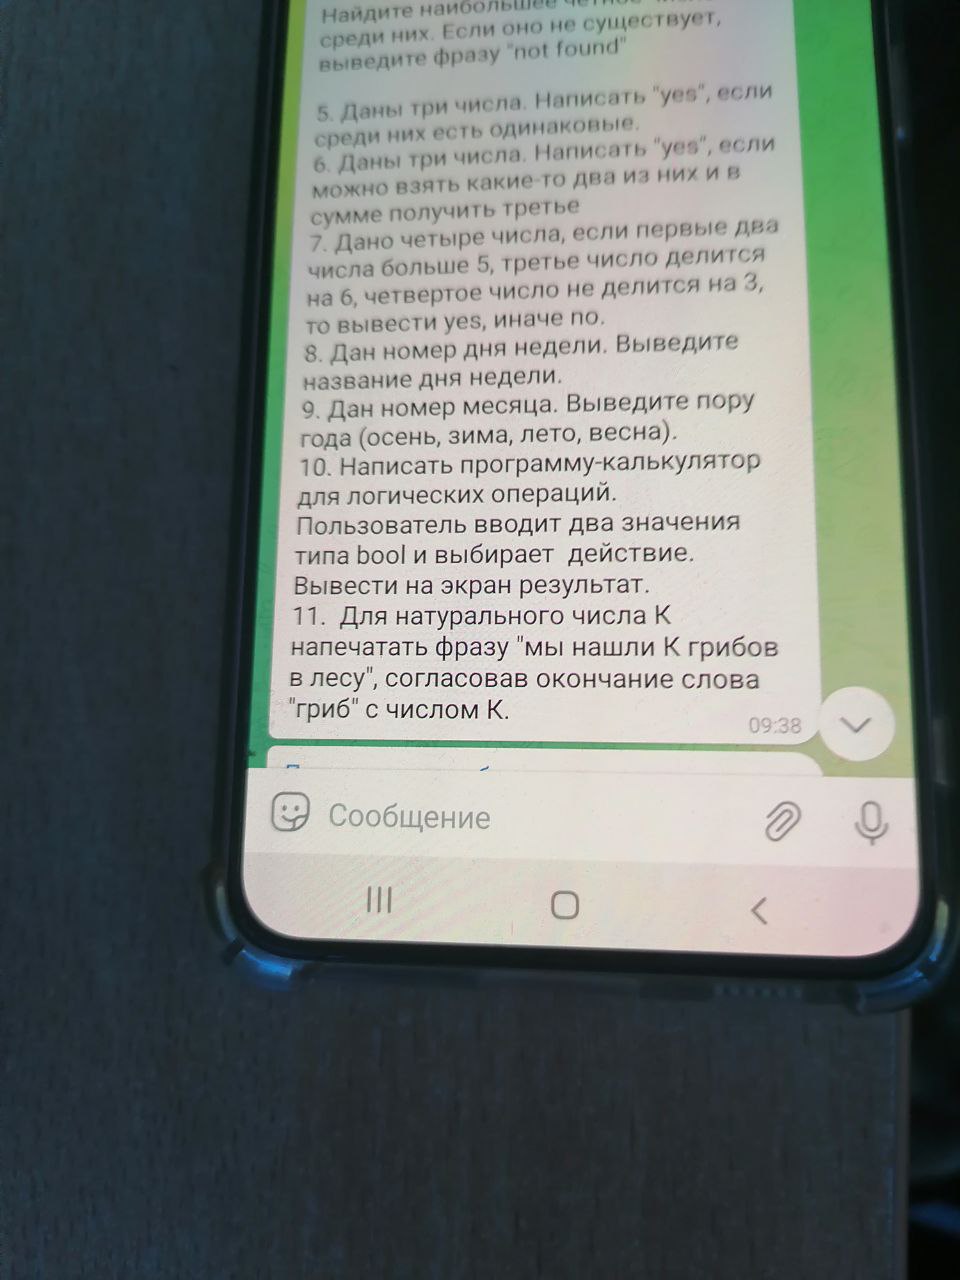 Найдите наибольшее четное
среди них. Если оно не существует,
выведите фразу "not found"
5. Даны три числа. Написать "yes", если
среди них есть одинаковые.
6. Даны три числа. Написать "yes", если
можно взять какие-то два из них и в
сумме получить третье
7. Дано четыре числа, если первые два
числа больше 5, третье число делится
на 6, четвертое число не делится на 3,
то вывести yes, иначе no.
8. Дан номер дня недели. Выведите
название дня недели.
9. Дан номер месяца. Выведите пору
года (осень, зима, лето, весна).
10. Написать программу-калькулятор
для логических операций.
Пользователь вводит два значения
типа bool и выбирает действие.
Вывести на экран результат.
11. Для натурального числа К
напечатать фразу "мы нашли К грибов
в лесу", согласовав окончание слова
"гриб" с числом К.
09:38
Сообщение